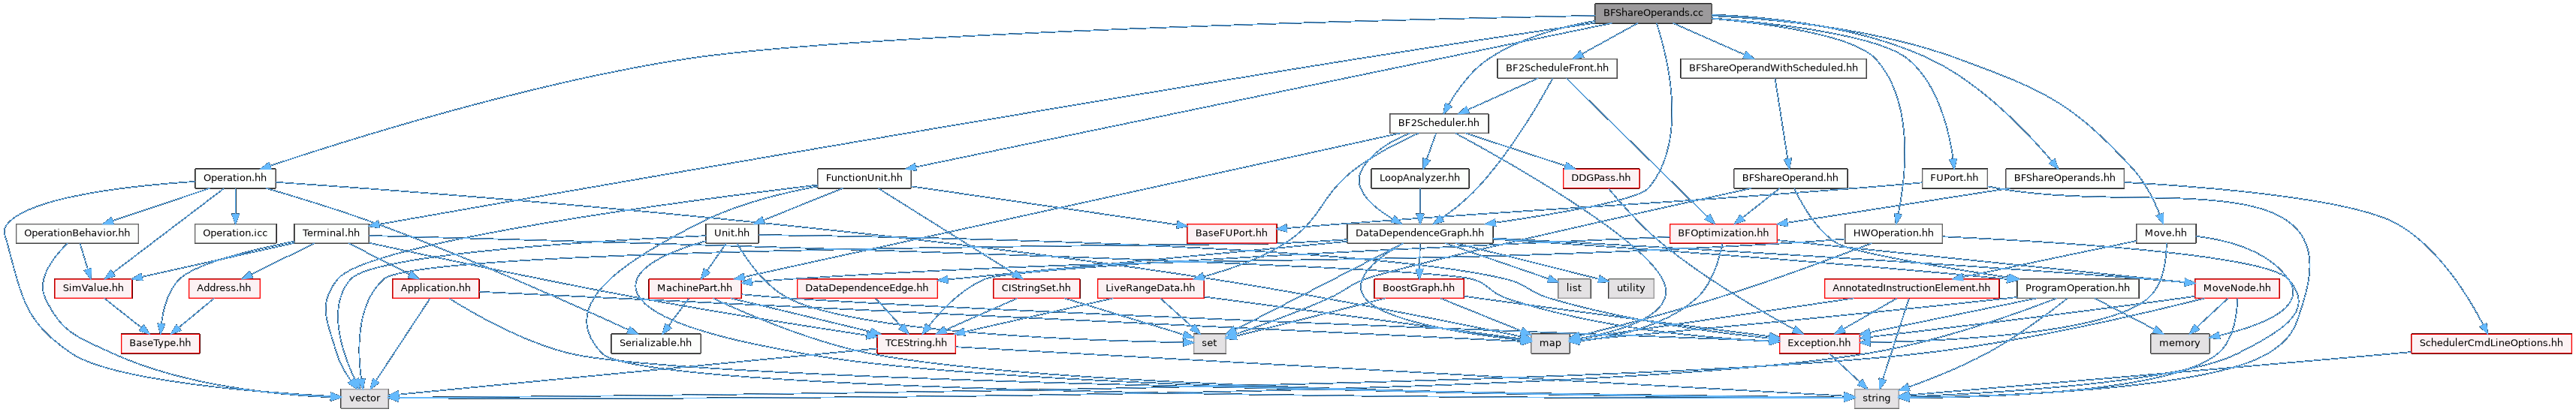 BFShareOperands.cc
BF2ScheduleFront.hh
BFShareOperandWithScheduled.hh
BF2Scheduler.hh
Operation.hh
FunctionUnit.hh
LoopAnalyzer.hh
DDGPass.hh
BFShareOperand.hh
FUPort.hh
BFShareOperands.hh
OperationBehavior.hh
Operation.icc
Terminal.hh
Unit.hh
BaseFUPort.hh
DataDependenceGraph.hh
BFOptimization.hh
HWOperation.hh
Move.hh
SimValue.hh
Address.hh
Application.hh
MachinePart.hh
DataDependenceEdge.hh
CIStringSet.hh
LiveRangeData.hh
BoostGraph.hh
list
utility
AnnotatedInstructionElement.hh
ProgramOperation.hh
MoveNode.hh
BaseType.hh
Serializable.hh
TCEString.hh
set
map
Exception.hh
memory
SchedulerCmdLineOptions.hh
vector
string